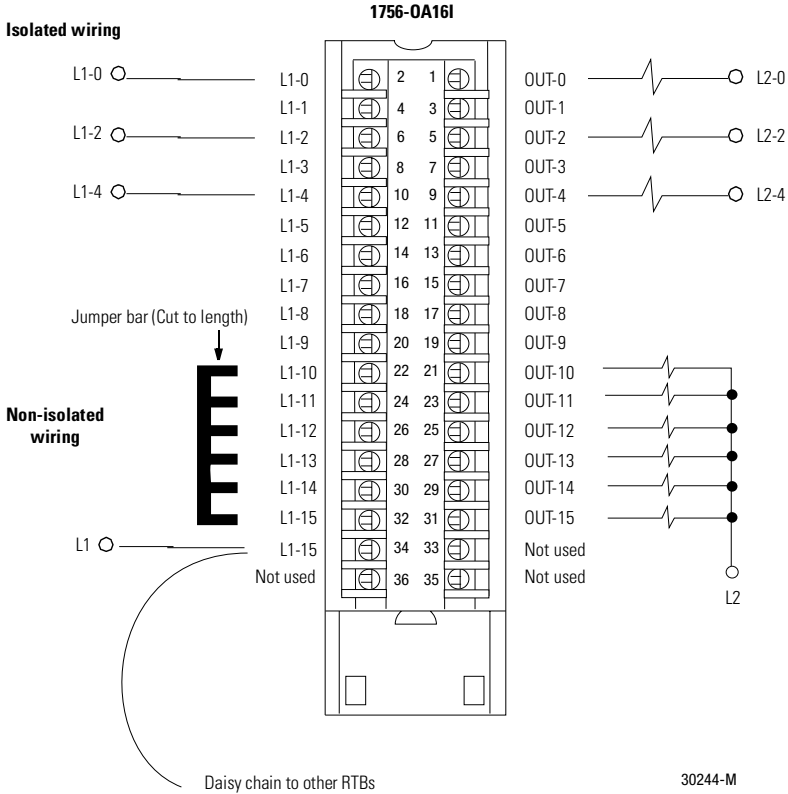 1756-OA16I
Isolated wiring
L1-0 L1-0 2 1 OUT-0 L2-0
L1-1 4 3 OUT-1
L1-2 L1-2 6 5 OUT-2 L2-2
L1-3 8 7 OUT-3
L1-4 L1-4 10 9 OUT-4 L2-4
L1-5 12 11 OUT-5
L1-6 14 13 OUT-6
L1-7 16 15 OUT-7
Jumper bar (Cut to length) L1-8 18 17 OUT-8
L1-9 20 19 OUT-9
L1-10 22 21 OUT-10
L1-11 24 23 OUT-11
Non-isolated
wiring
L1-12 26 25 OUT-12
L1-13 28 27 OUT-13
L1-14 30 29 OUT-14
L1-15 32 31 OUT-15
L1 L1-15 34 33 Not used
Not used 36 35 Not used
L2
Daisy chain to other RTBs
30244-M